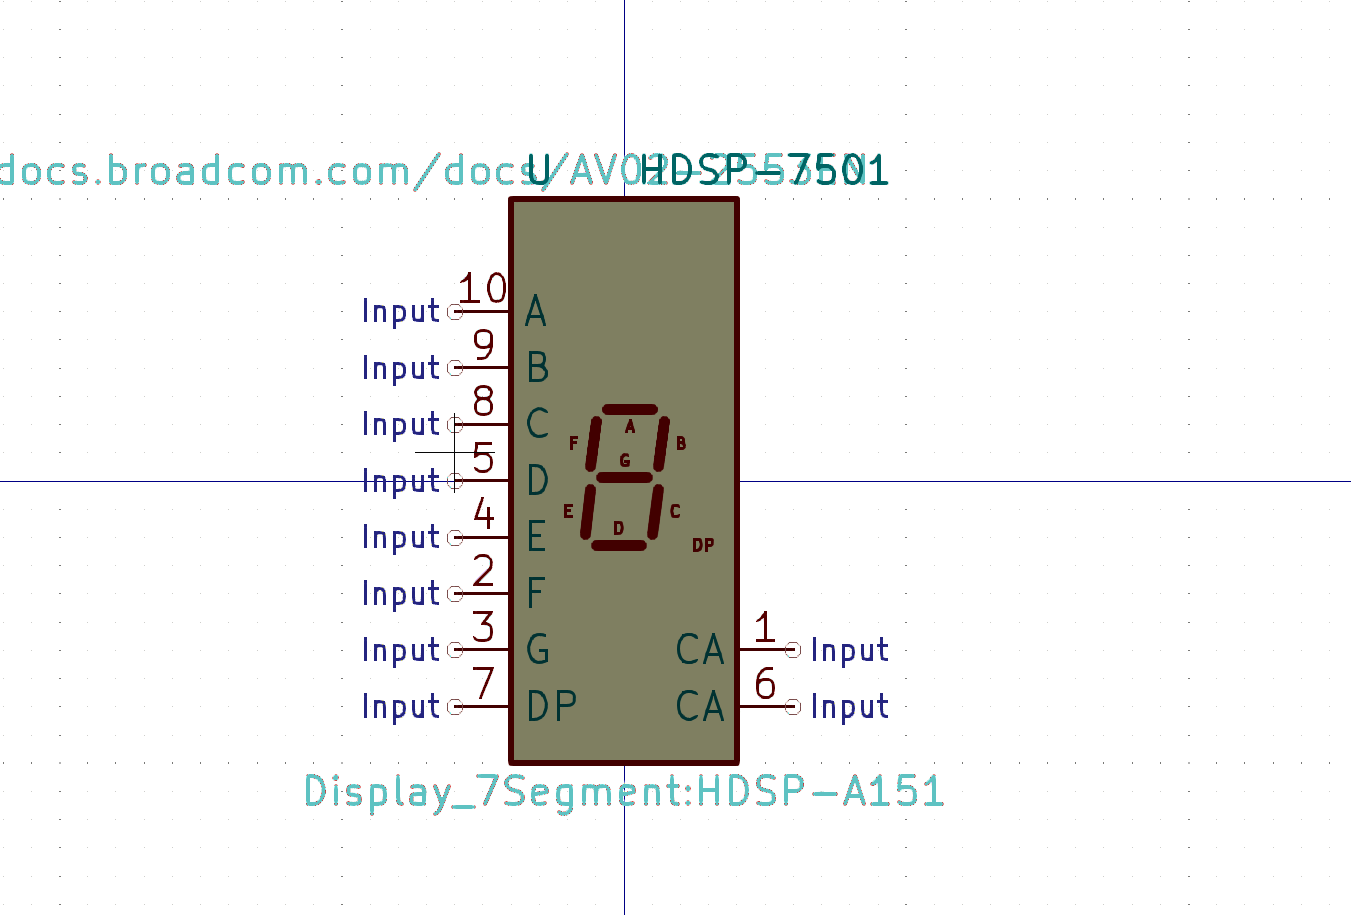 docs.broadcom.com/docs/AV02-2553EN
U HDSP-7501
Input 10 A
Input 9 B
Input 8 C
Input 5 D
Input 4 E
Input 2 F
Input 3 G
Input 7 DP
A
F B
G
E C
D
DP
CA 1 Input
CA 6 Input
Display_7Segment:HDSP-A151